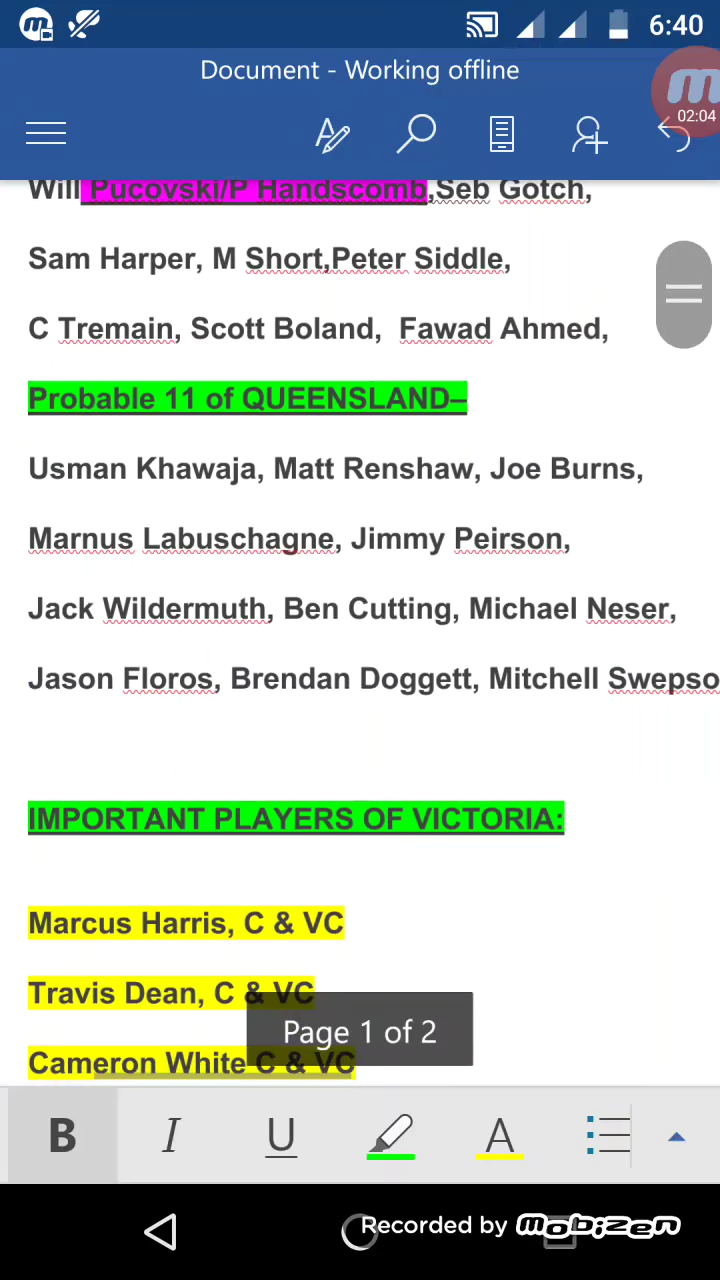 6:40
Document - Working offline
02:04
Will Pucovski/P Handscomb,Seb Gotch,
Sam Harper, M Short,Peter Siddle,
C Tremain, Scott Boland, Fawad Ahmed,
Probable 11 of QUEENSLAND–
Usman Khawaja, Matt Renshaw, Joe Burns,
Marnus Labuschagne, Jimmy Peirson,
Jack Wildermuth, Ben Cutting, Michael Neser,
Jason Floros, Brendan Doggett, Mitchell Swepso
IMPORTANT PLAYERS OF VICTORIA:
Marcus Harris, C & VC
Travis Dean, C & VC
Page 1 of 2
Cameron White C & VC
B I U A
Recorded by mobizen